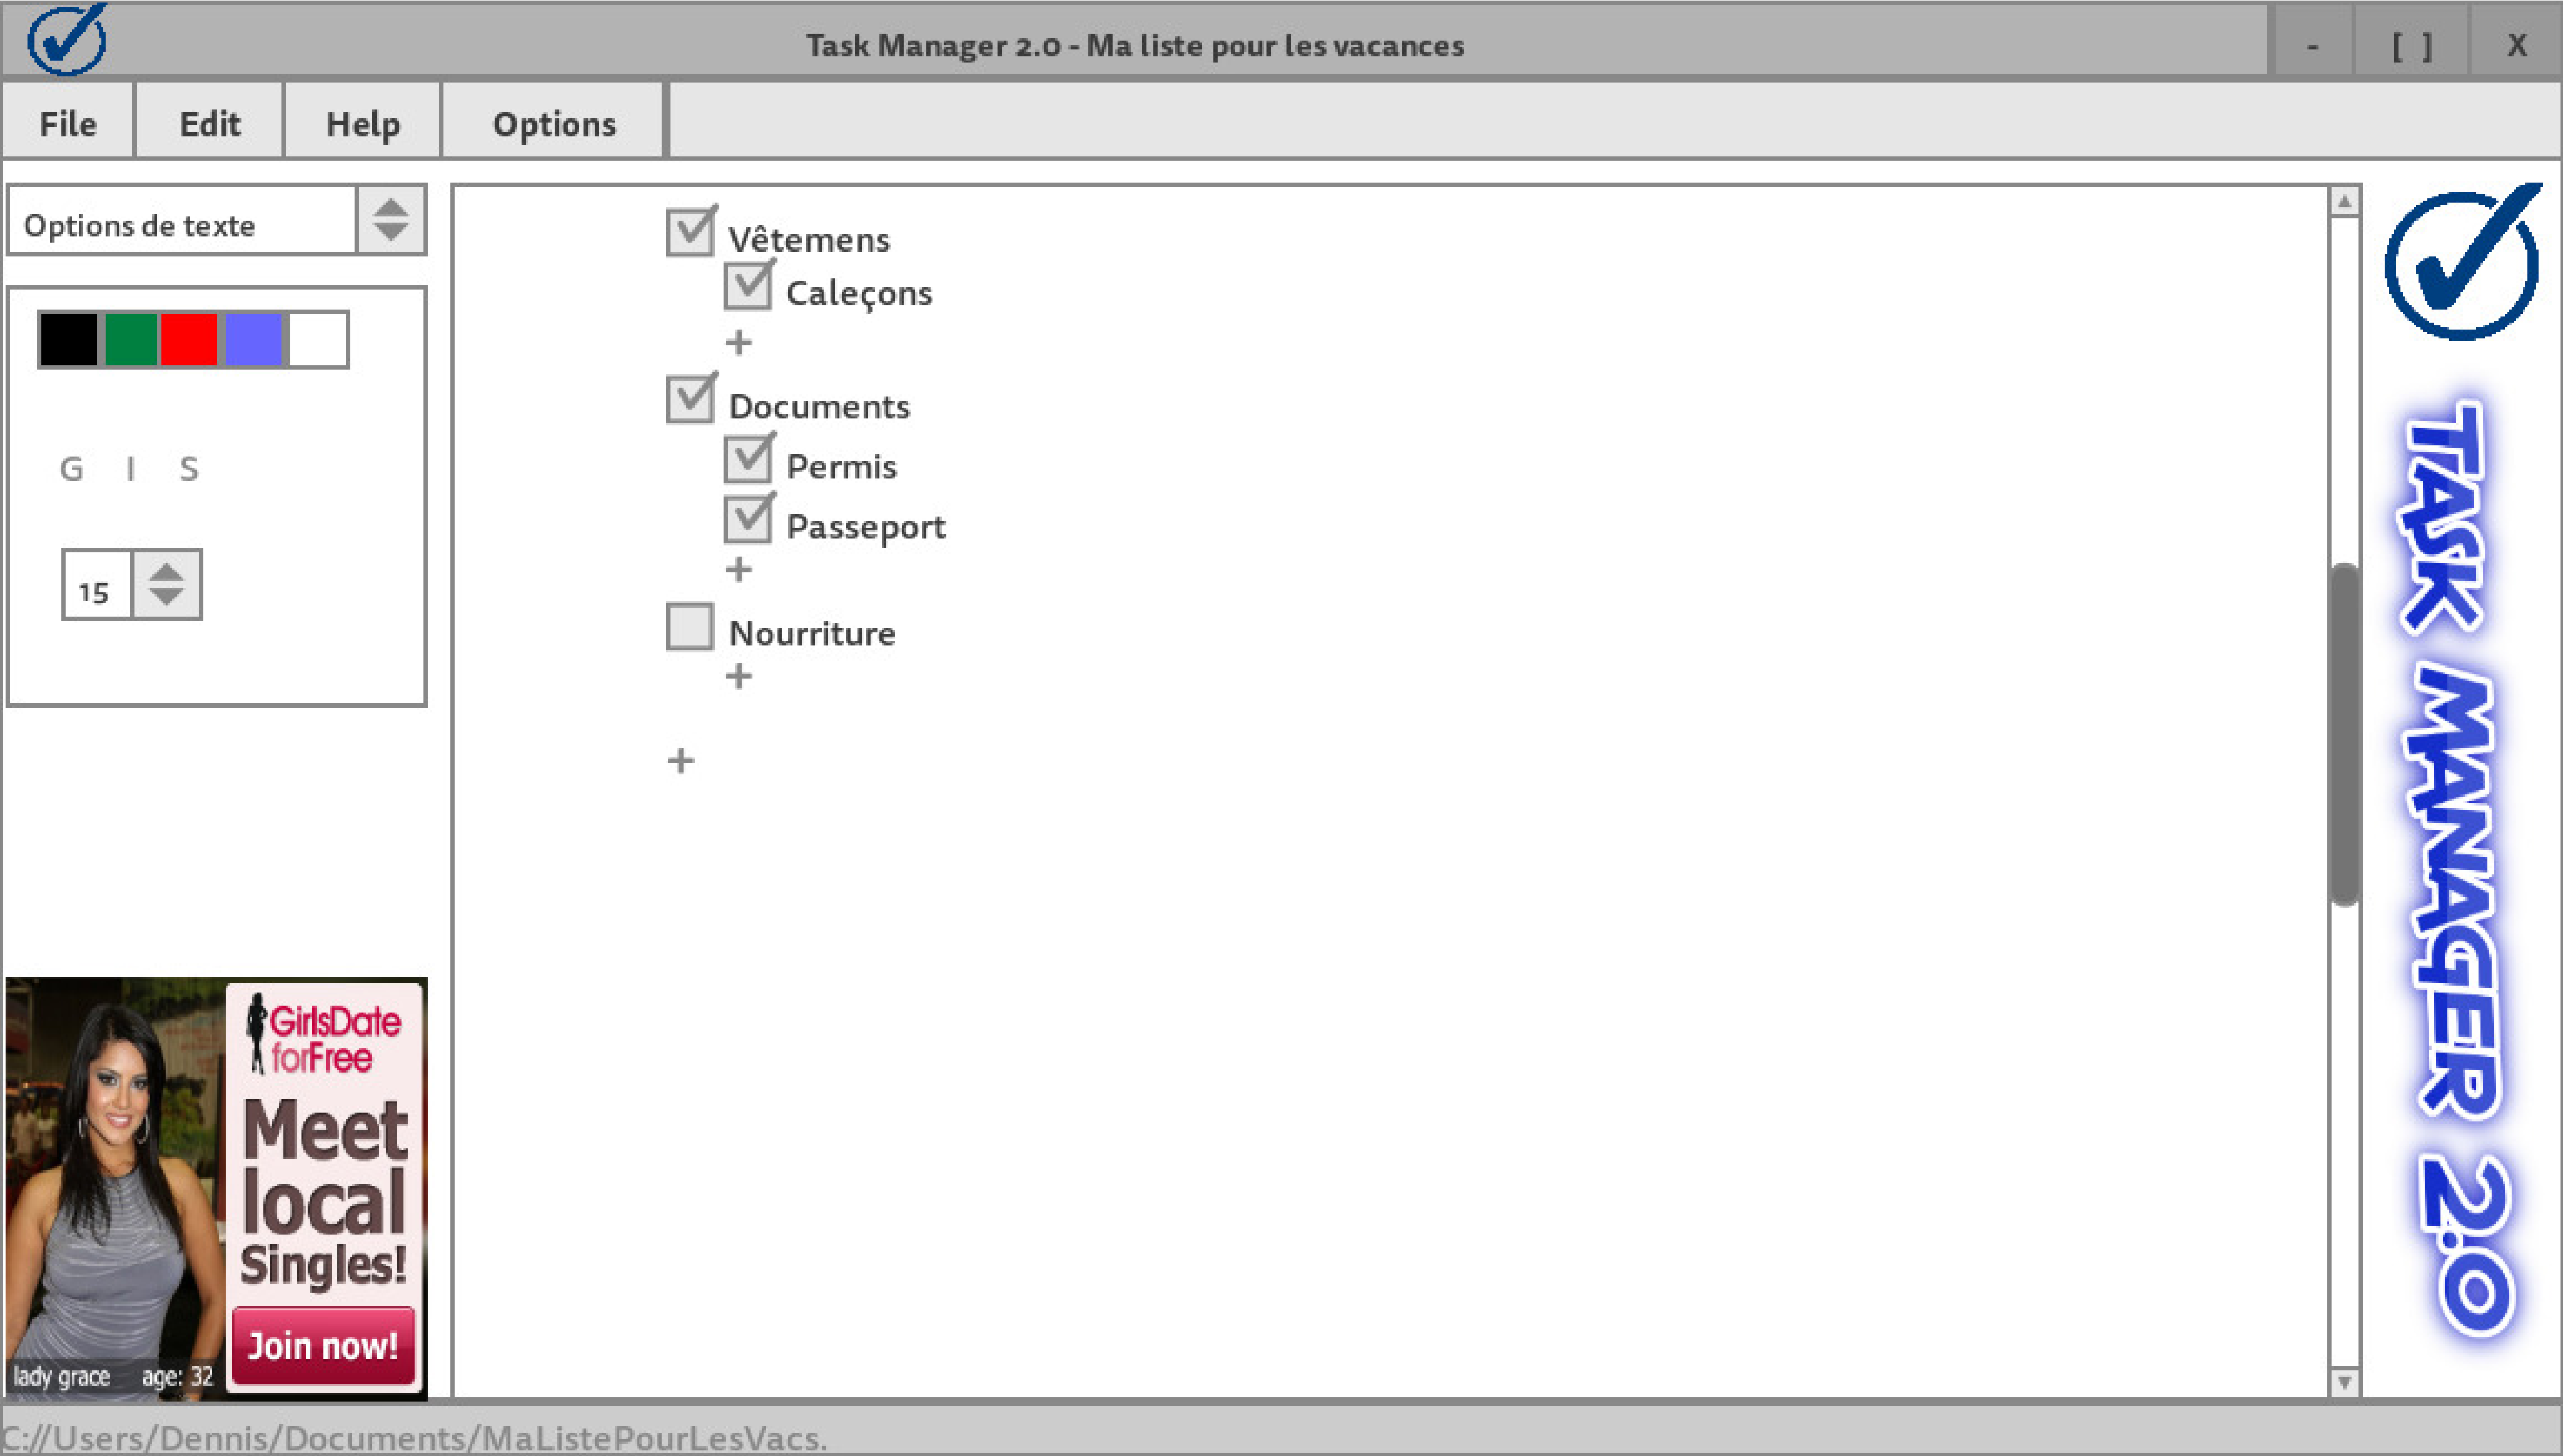 Task Manager 2.0 - Ma liste pour les vacances
- [ ] X
File Edit Help Options
Options de texte
G I S
15
Vêtemens
Caleçons
+
Documents
Permis
Passeport
+
Nourriture
+
+
GirlsDate
forFree
Meet
local
Singles!
Join now!
lady grace age: 32
TASK MANAGER 2.0
C://Users/Dennis/Documents/MaListePourLesVacs.